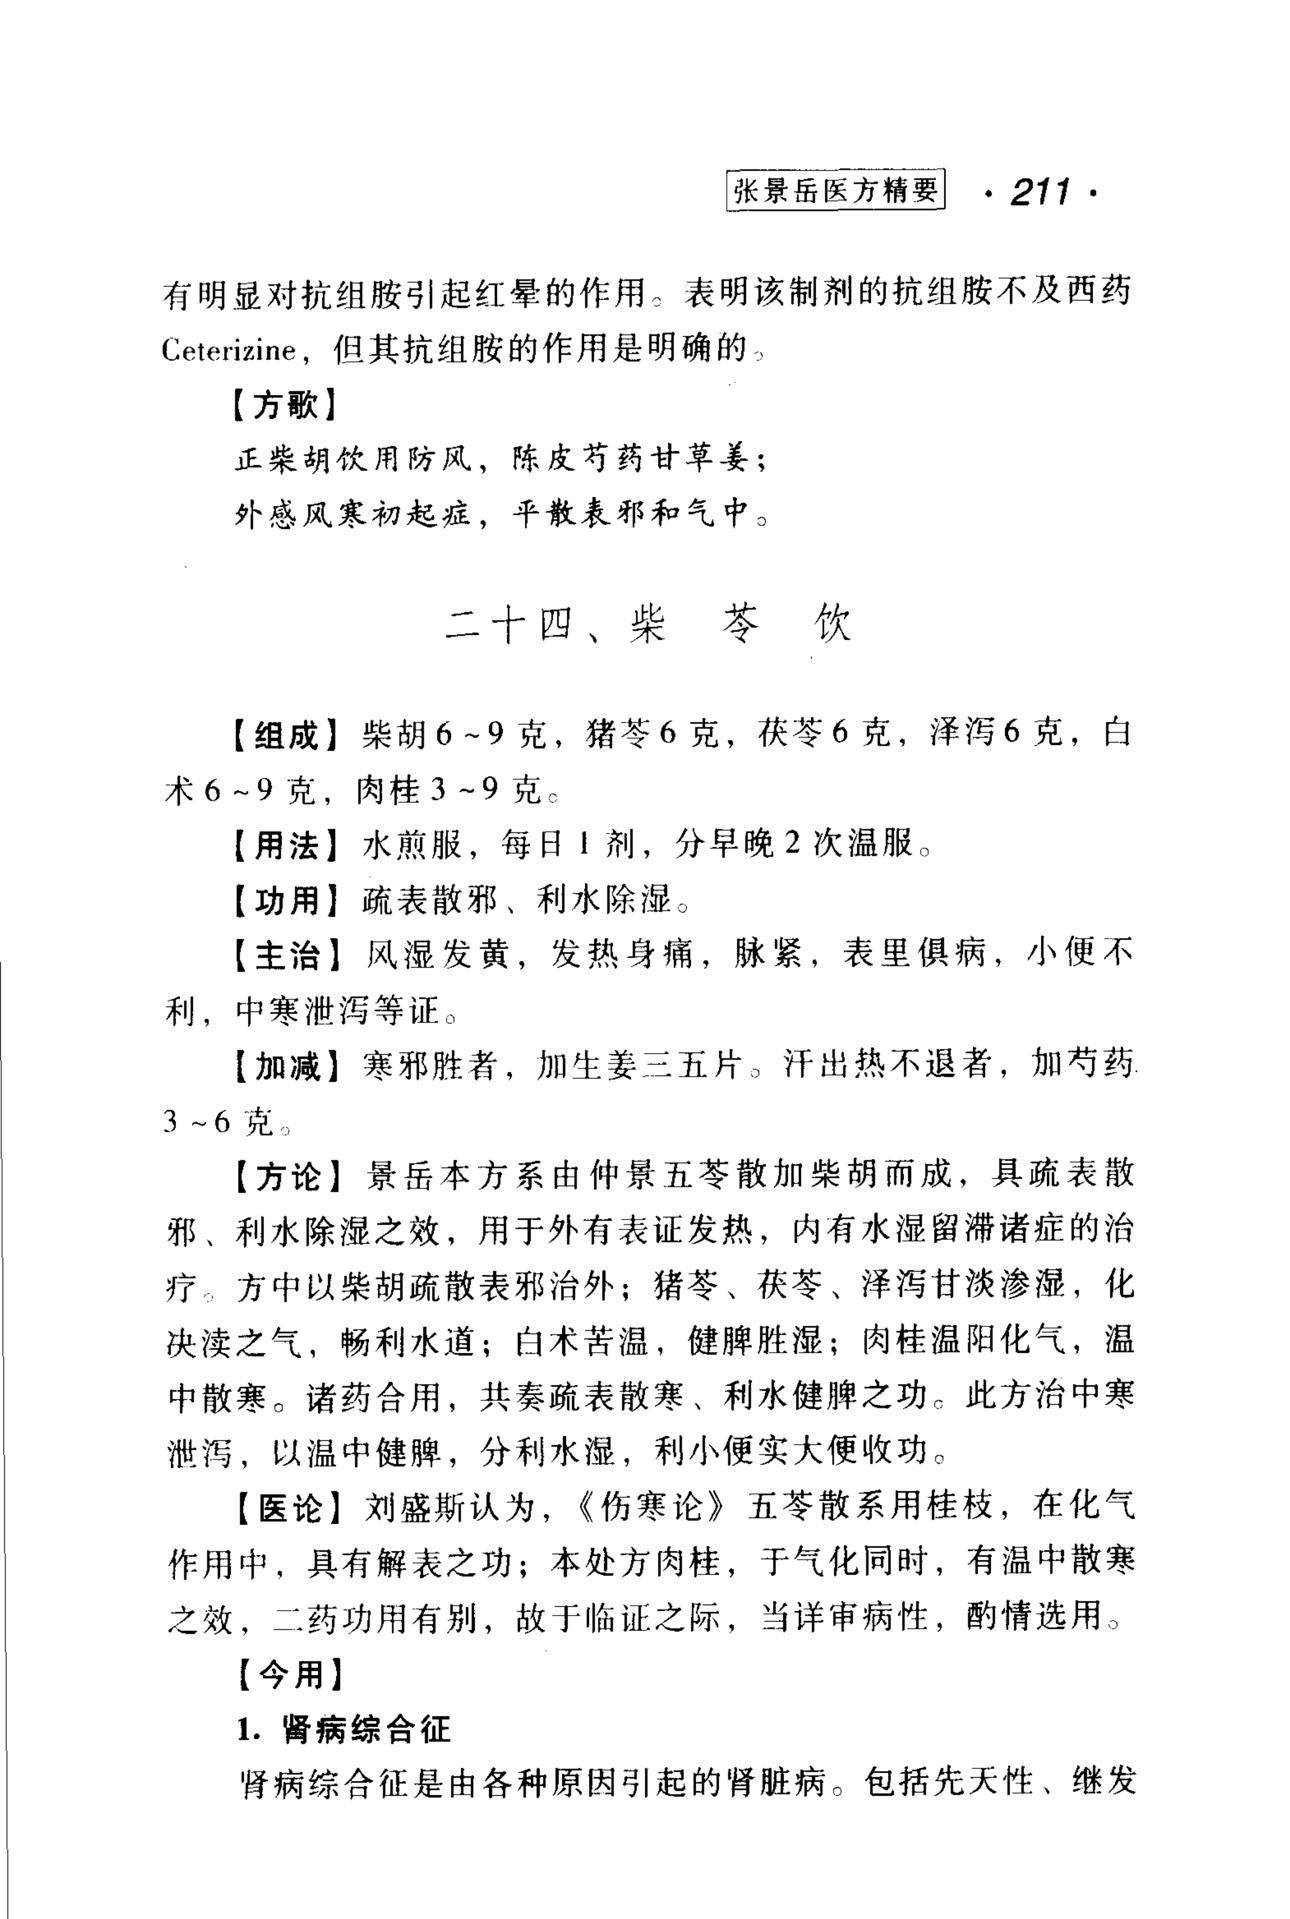 张景岳医方精要 · 211 ·
有明显对抗组胺引起红晕的作用。表明该制剂的抗组胺不及西药
Ceterizine，但其抗组胺的作用是明确的。
【方歌】
正柴胡饮用防风，陈皮芍药甘草姜；
外感风寒初起症，平散表邪和气中。
二十四、柴 苓 饮
【组成】 柴胡6～9克，猪苓6克，茯苓6克，泽泻6克，白
术6～9克，肉桂3～9克。
【用法】 水煎服，每日1剂，分早晚2次温服。
【功用】 疏表散邪、利水除湿。
【主治】 风湿发黄，发热身痛，脉紧，表里俱病，小便不
利，中寒泄泻等证。
【加减】 寒邪胜者，加生姜三五片。汗出热不退者，加芍药
3～6克。
【方论】 景岳本方系由仲景五苓散加柴胡而成，具疏表散
邪、利水除湿之效，用于外有表证发热，内有水湿留滞诸症的治
疗。方中以柴胡疏散表邪治外；猪苓、茯苓、泽泻甘淡渗湿，化
决渎之气，畅利水道；白术苦温，健脾胜湿；肉桂温阳化气，温
中散寒。诸药合用，共奏疏表散寒、利水健脾之功。此方治中寒
泄泻，以温中健脾，分利水湿，利小便实大便收功。
【医论】 刘盛斯认为，《伤寒论》五苓散系用桂枝，在化气
作用中，具有解表之功；本处方肉桂，于气化同时，有温中散寒
之效，二药功用有别，故于临证之际，当详审病性，酌情选用。
【今用】
1. 肾病综合征
肾病综合征是由各种原因引起的肾脏病。包括先天性、继发